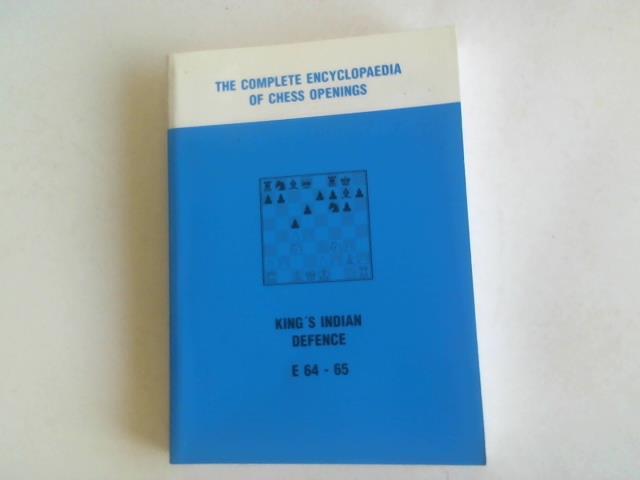 THE COMPLETE ENCYCLOPAEDIA
OF CHESS OPENINGS
KING´S INDIAN
DEFENCE
E 64 - 65